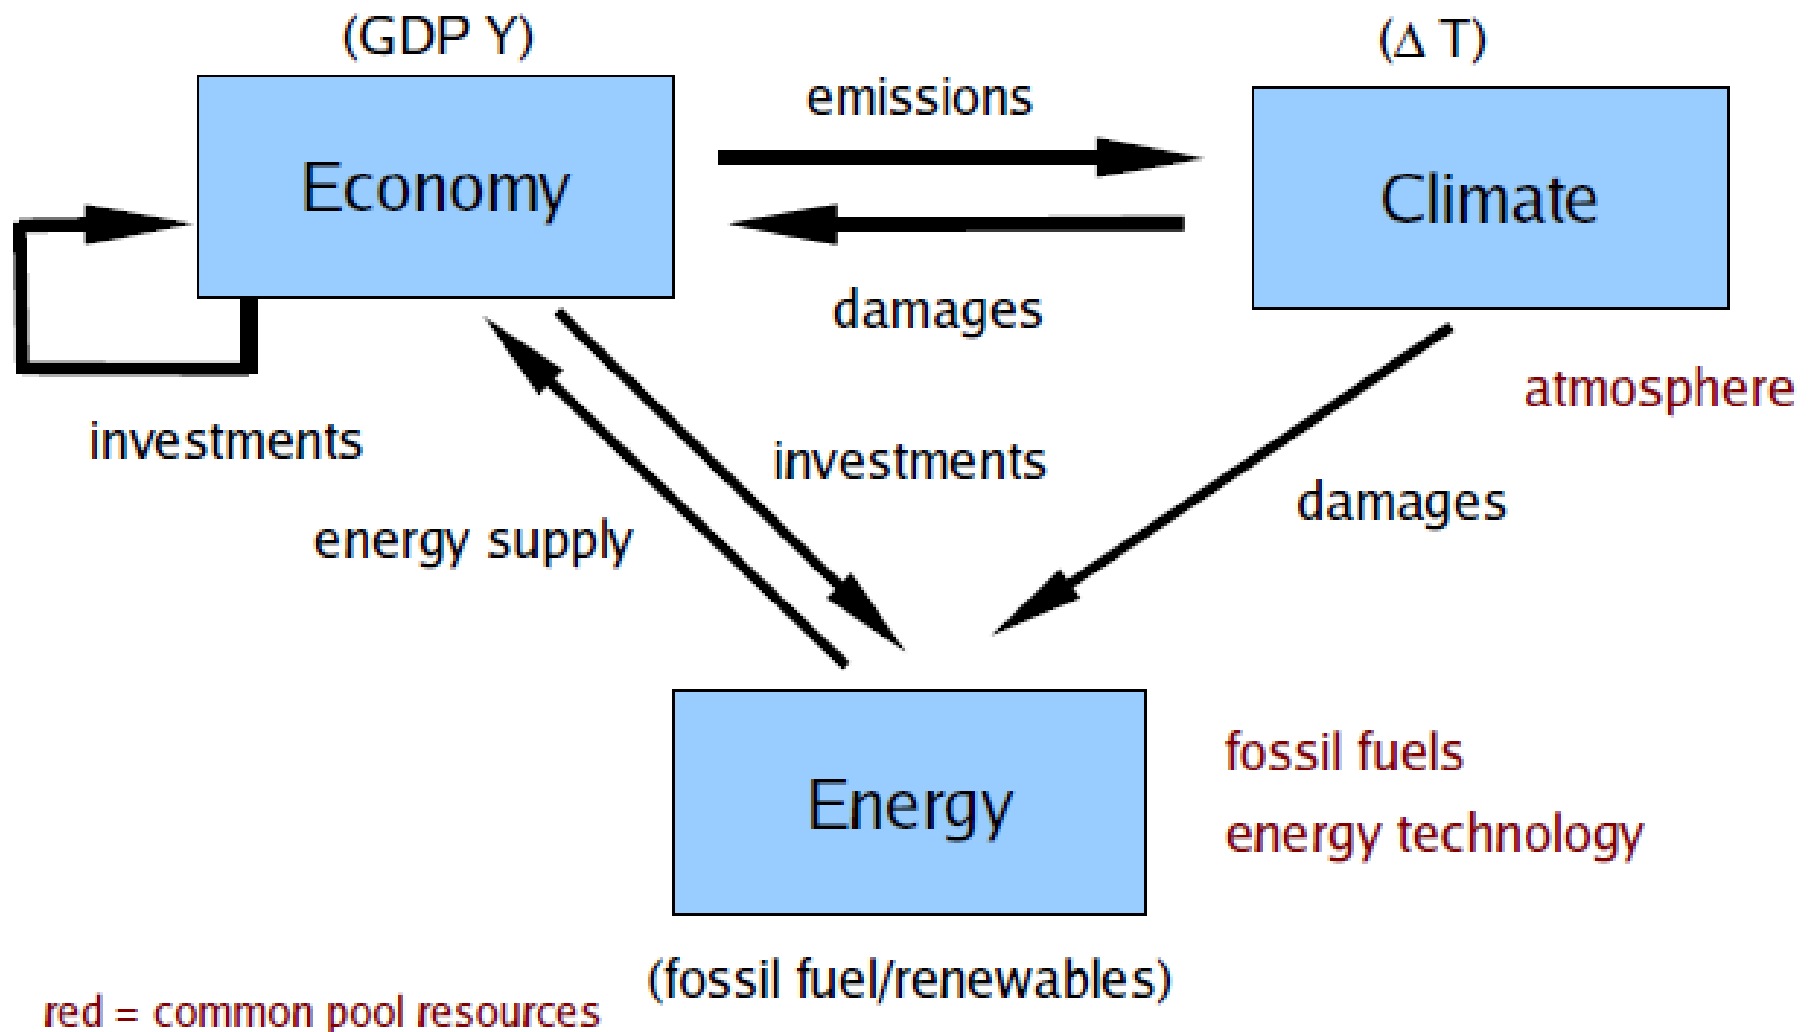 (GDP Y)
(Δ T)
emissions
Economy
Climate
damages
atmosphere
investments
investments
damages
energy supply
fossil fuels
Energy
energy technology
(fossil fuel/renewables)
red = common pool resources